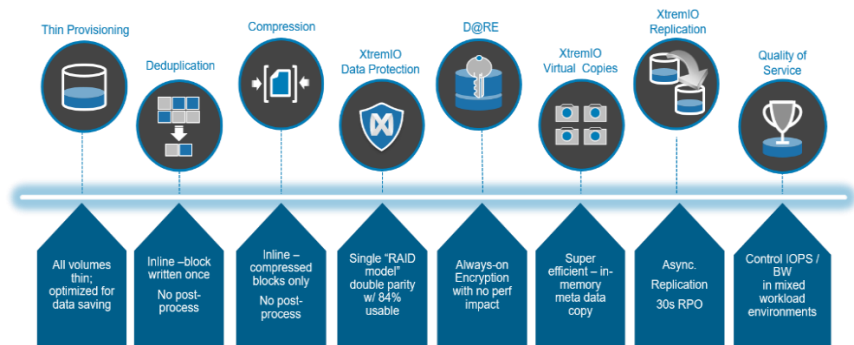 Thin Provisioning
Deduplication
Compression
XtremIO
Data Protection
D@RE
XtremIO
Virtual Copies
XtremIO
Replication
Quality of
Service
All volumes
thin;
optimized for
data saving
Inline –block
written once
No post-
process
Inline –
compressed
blocks only
No post-
process
Single “RAID
model”
double parity
w/ 84%
usable
Always-on
Encryption
with no perf
impact
Super
efficient – in-
memory
meta data
copy
Async.
Replication
30s RPO
Control IOPS /
BW
in mixed
workload
environments